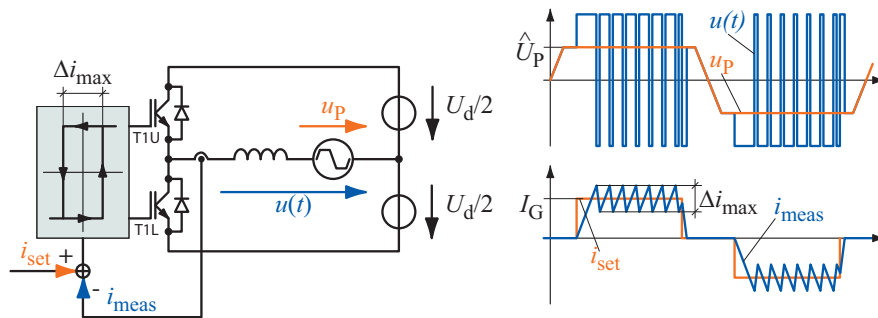 Δi_max
T1U
T1L
i_set
+
-
i_meas
u_P
u(t)
U_d/2
U_d/2
u(t)
Û_P
u_P
I_G
Δi_max
i_meas
i_set